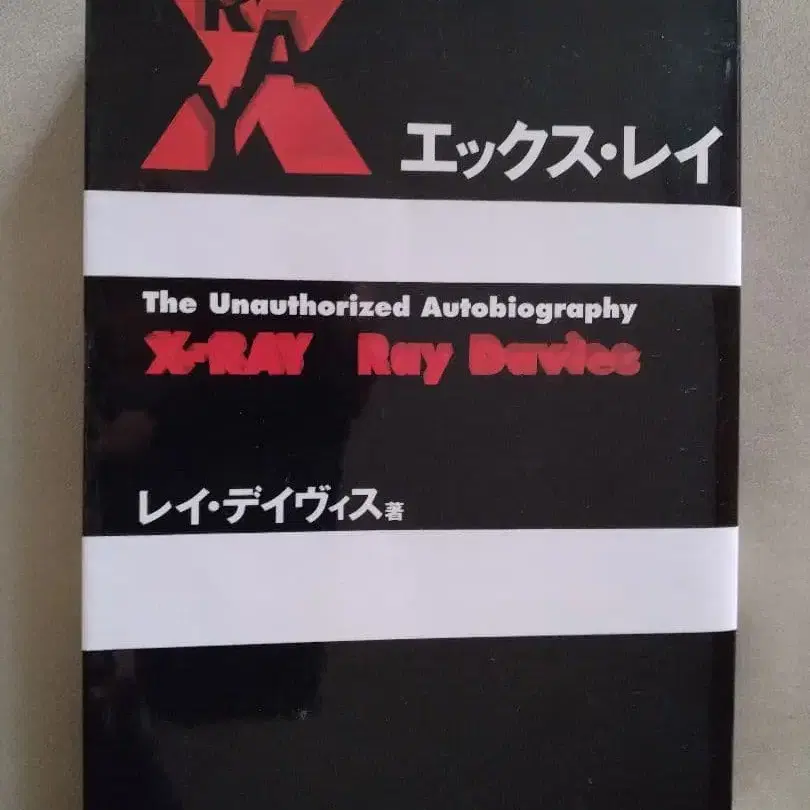 RAY
エックス・レイ
The Unauthorized Autobiography
X-RAY Ray Davies
レイ・デイヴィス著